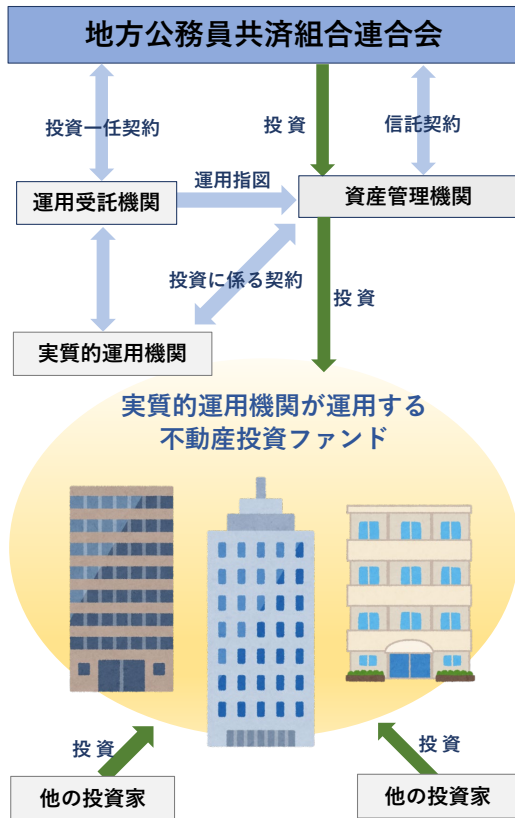 地方公務員共済組合連合会
投資一任契約
投 資
信託契約
運用指図
運用受託機関
資産管理機関
投資に係る契約
投 資
実質的運用機関
実質的運用機関が運用する
不動産投資ファンド
投 資
投 資
他の投資家
他の投資家